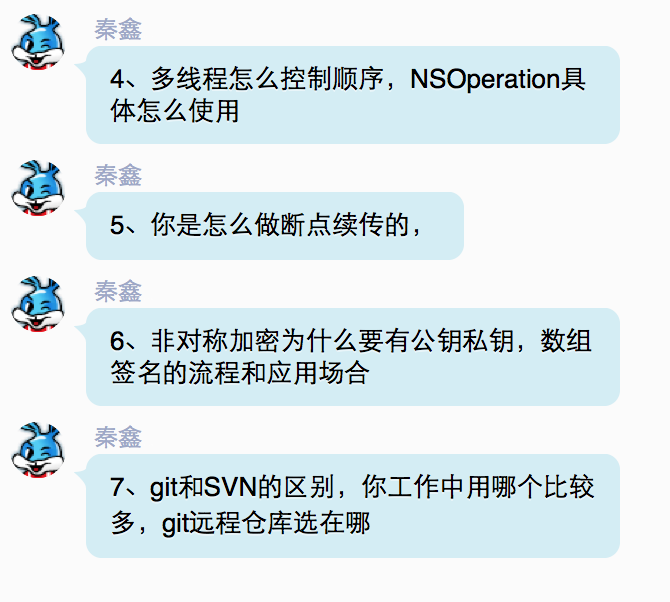 秦鑫
4、多线程怎么控制顺序，NSOperation具
体怎么使用
秦鑫
5、你是怎么做断点续传的，
秦鑫
6、非对称加密为什么要有公钥私钥，数组
签名的流程和应用场合
秦鑫
7、git和SVN的区别，你工作中用哪个比较
多，git远程仓库选在哪